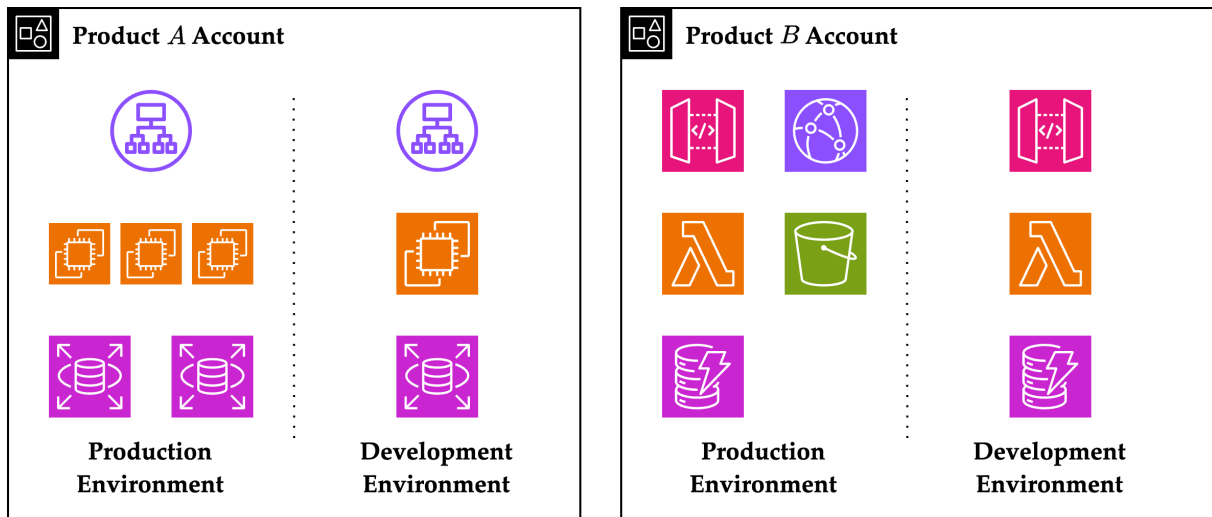 Product A Account
Production
Environment
Development
Environment
Product B Account
</>
</>
Production
Environment
Development
Environment